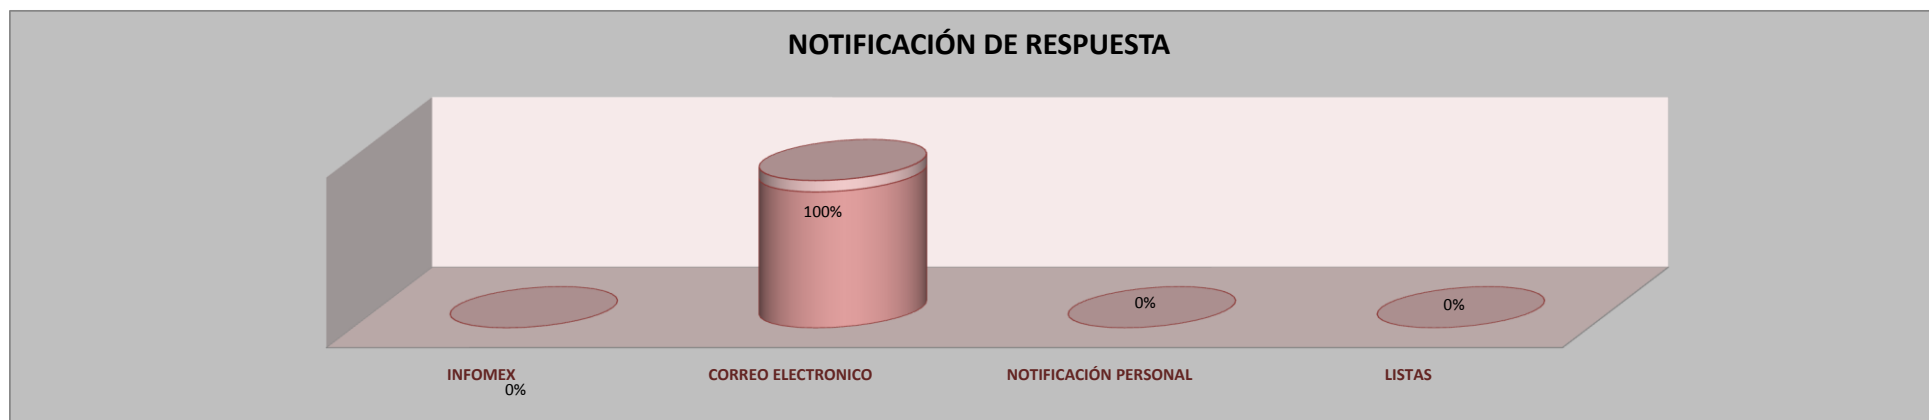 NOTIFICACIÓN DE RESPUESTA
100%
0%
0%
INFOMEX
CORREO ELECTRONICO
NOTIFICACIÓN PERSONAL
LISTAS
0%